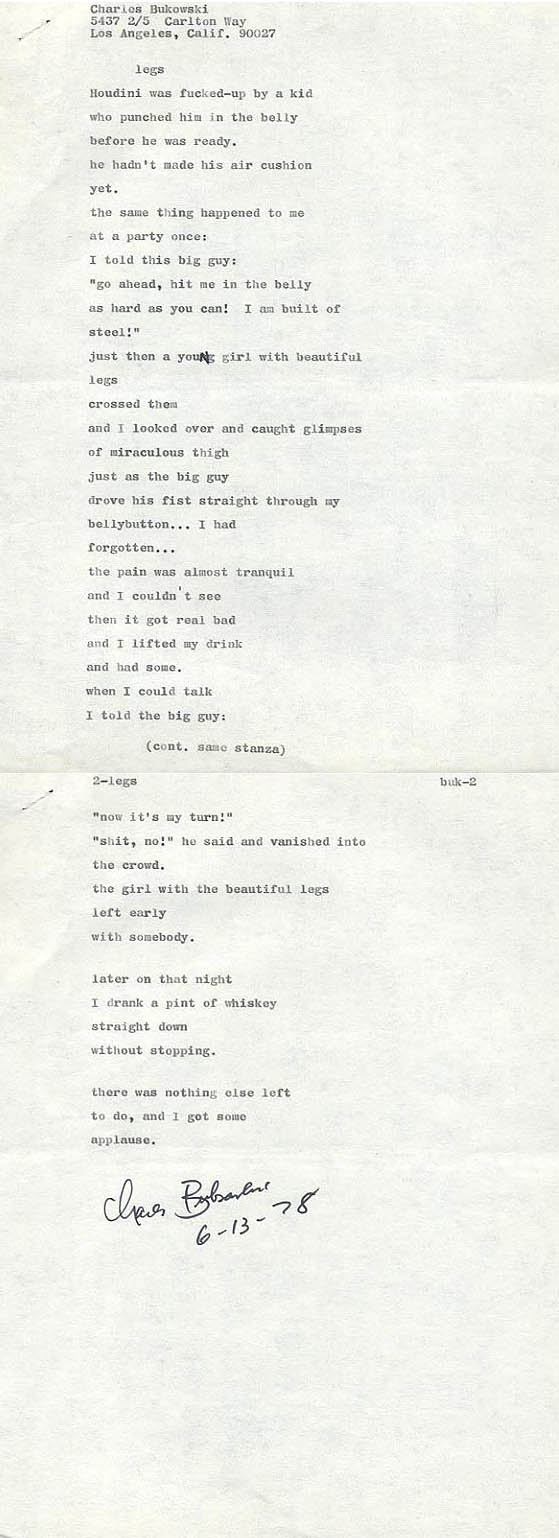 Charles Bukowski
5437 2/5 Carlton Way
Los Angeles, Calif. 90027
legs
Houdini was fucked-up by a kid
who punched him in the belly
before he was ready.
he hadn't made his air cushion
yet.
the same thing happened to me
at a party once:
I told this big guy:
"go ahead, hit me in the belly
as hard as you can! I am built of
steel!"
just then a youNg girl with beautiful
legs
crossed them
and I looked over and caught glimpses
of miraculous thigh
just as the big guy
drove his fist straight through my
bellybutton... I had
forgotten...
the pain was almost tranquil
and I couldn't see
then it got real bad
and I lifted my drink
and had some.
when I could talk
I told the big guy:
(cont. same stanza)
2-legs buk-2
"now it's my turn!"
"shit, no!" he said and vanished into
the crowd.
the girl with the beautiful legs
left early
with somebody.
later on that night
I drank a pint of whiskey
straight down
without stopping.
there was nothing else left
to do, and I got some
applause.
Charles Bukowski
6-13-78